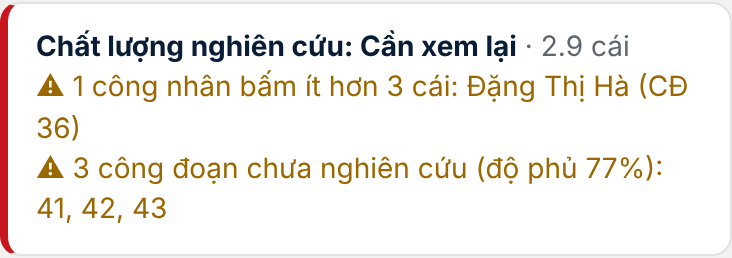 Chất lượng nghiên cứu: Cần xem lại · 2.9 cái
⚠ 1 công nhân bấm ít hơn 3 cái: Đặng Thị Hà (CĐ
36)
⚠ 3 công đoạn chưa nghiên cứu (độ phủ 77%):
41, 42, 43